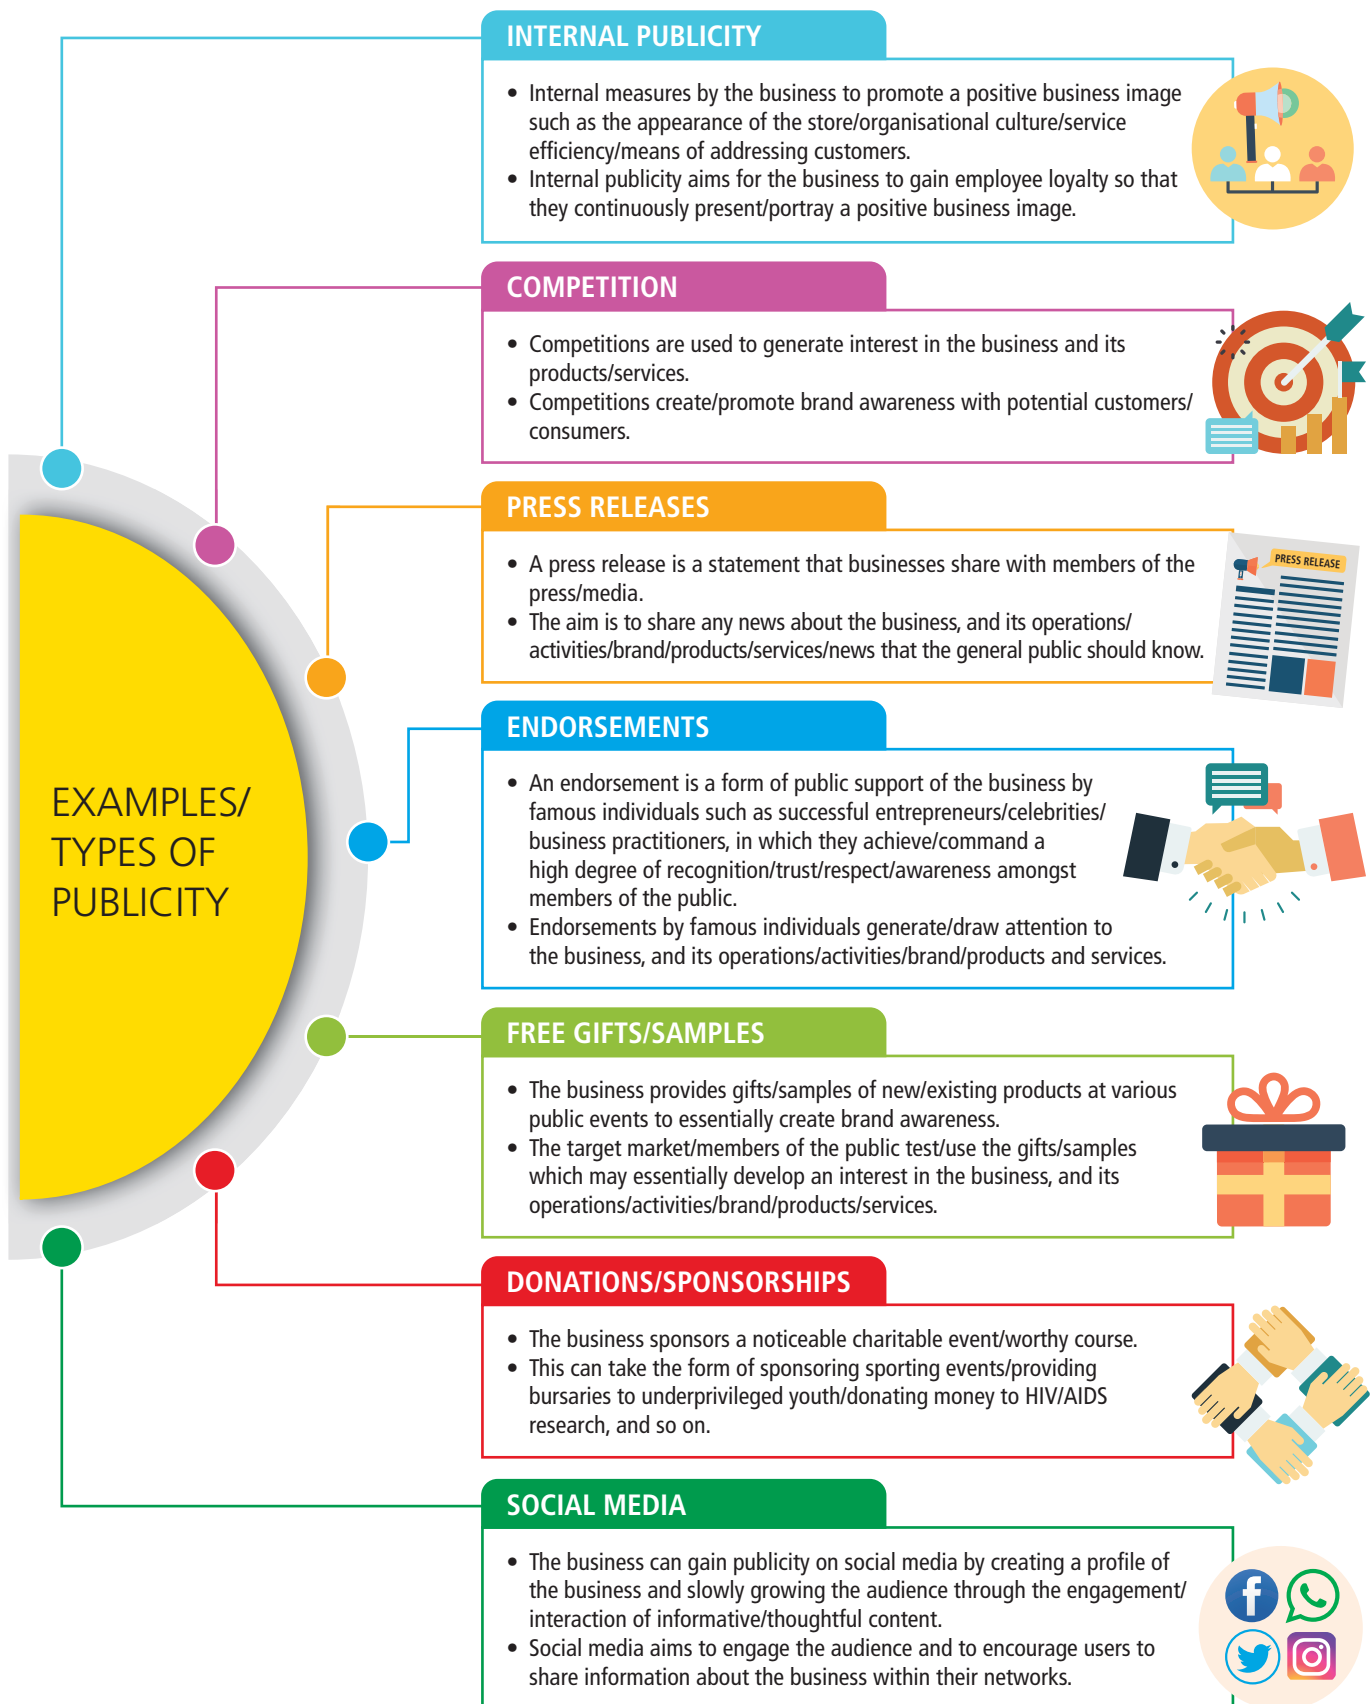 INTERNAL PUBLICITY
• Internal measures by the business to promote a positive business image
such as the appearance of the store/organisational culture/service
efficiency/means of addressing customers.
• Internal publicity aims for the business to gain employee loyalty so that
they continuously present/portray a positive business image.
COMPETITION
• Competitions are used to generate interest in the business and its
products/services.
• Competitions create/promote brand awareness with potential customers/
consumers.
PRESS RELEASES
• A press release is a statement that businesses share with members of the
press/media.
• The aim is to share any news about the business, and its operations/
activities/brand/products/services/news that the general public should know.
PRESS RELEASE
ENDORSEMENTS
• An endorsement is a form of public support of the business by
famous individuals such as successful entrepreneurs/celebrities/
business practitioners, in which they achieve/command a
high degree of recognition/trust/respect/awareness amongst
members of the public.
• Endorsements by famous individuals generate/draw attention to
the business, and its operations/activities/brand/products and services.
EXAMPLES/
TYPES OF
PUBLICITY
FREE GIFTS/SAMPLES
• The business provides gifts/samples of new/existing products at various
public events to essentially create brand awareness.
• The target market/members of the public test/use the gifts/samples
which may essentially develop an interest in the business, and its
operations/activities/brand/products/services.
DONATIONS/SPONSORSHIPS
• The business sponsors a noticeable charitable event/worthy course.
• This can take the form of sponsoring sporting events/providing
bursaries to underprivileged youth/donating money to HIV/AIDS
research, and so on.
SOCIAL MEDIA
• The business can gain publicity on social media by creating a profile of
the business and slowly growing the audience through the engagement/
interaction of informative/thoughtful content.
• Social media aims to engage the audience and to encourage users to
share information about the business within their networks.